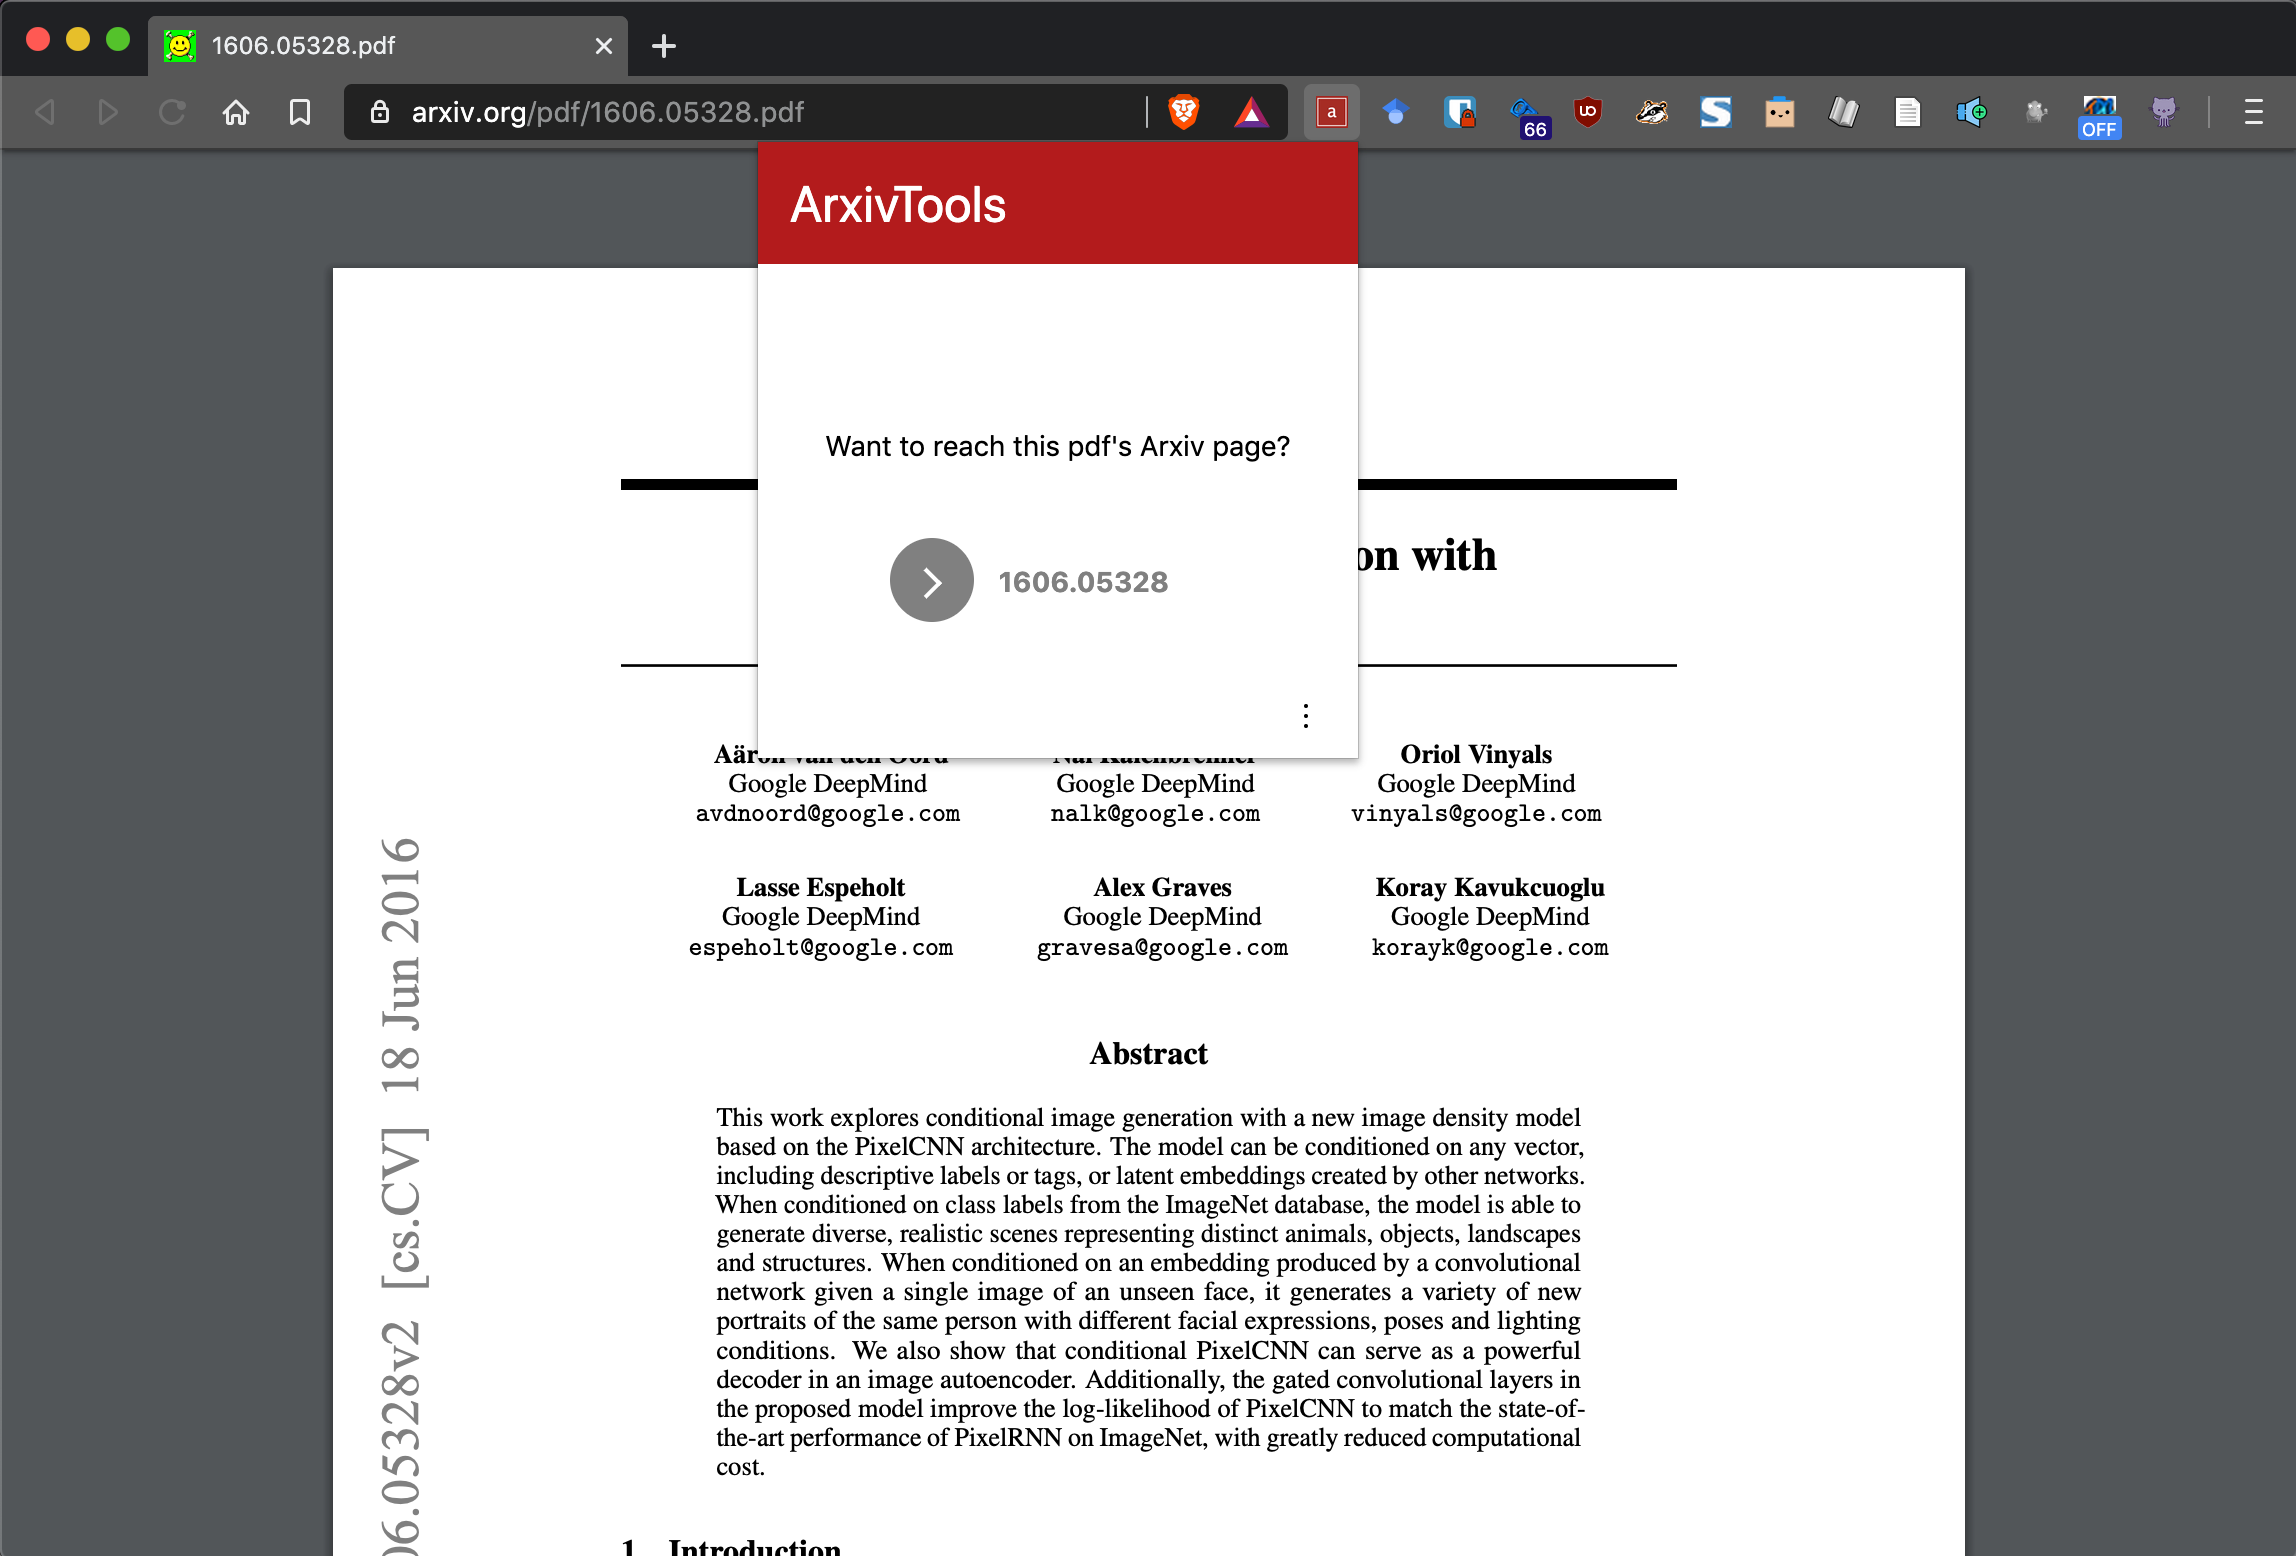 1606.05328.pdf
arxiv.org/pdf/1606.05328.pdf
a
66
UO
S
OFF
ArxivTools
Want to reach this pdf's Arxiv page?
1606.05328
on with
Aäron van den Oord
Nal Kalchbrenner
Oriol Vinyals
Google DeepMind
Google DeepMind
Google DeepMind
avdnoord@google.com
nalk@google.com
vinyals@google.com
Lasse Espeholt
Alex Graves
Koray Kavukcuoglu
Google DeepMind
Google DeepMind
Google DeepMind
espeholt@google.com
gravesa@google.com
korayk@google.com
06.05328v2 [cs.CV] 18 Jun 2016
Abstract
This work explores conditional image generation with a new image density model
based on the PixelCNN architecture. The model can be conditioned on any vector,
including descriptive labels or tags, or latent embeddings created by other networks.
When conditioned on class labels from the ImageNet database, the model is able to
generate diverse, realistic scenes representing distinct animals, objects, landscapes
and structures. When conditioned on an embedding produced by a convolutional
network given a single image of an unseen face, it generates a variety of new
portraits of the same person with different facial expressions, poses and lighting
conditions. We also show that conditional PixelCNN can serve as a powerful
decoder in an image autoencoder. Additionally, the gated convolutional layers in
the proposed model improve the log-likelihood of PixelCNN to match the state-of-
the-art performance of PixelRNN on ImageNet, with greatly reduced computational
cost.
1 Introduction